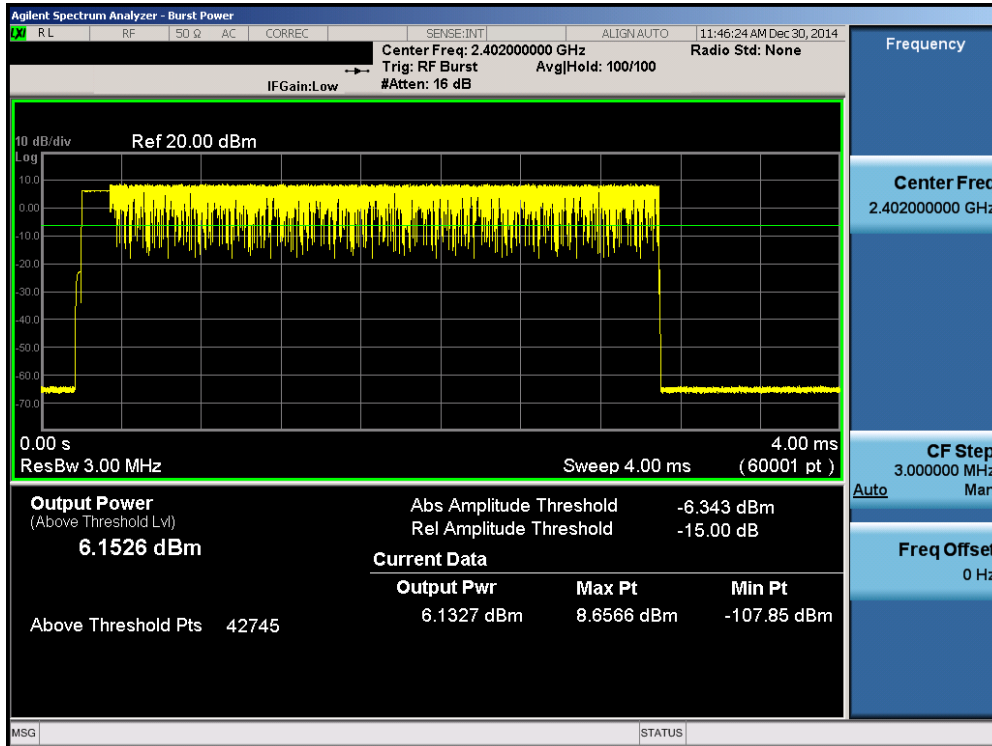 Agilent Spectrum Analyzer - Burst Power
LXI RL RF 50 Ω AC CORREC SENSE:INT ALIGN AUTO 11:46:24 AM Dec 30, 2014
Center Freq: 2.402000000 GHz Radio Std: None
Trig: RF Burst Avg|Hold: 100/100
IFGain:Low #Atten: 16 dB
10 dB/div Ref 20.00 dBm
Log
10.0
0.00
-10.0
-20.0
-30.0
-40.0
-50.0
-60.0
-70.0
0.00 s 4.00 ms
ResBw 3.00 MHz Sweep 4.00 ms (60001 pt)
Output Power
(Above Threshold Lvl)
6.1526 dBm
Above Threshold Pts 42745
Abs Amplitude Threshold -6.343 dBm
Rel Amplitude Threshold -15.00 dB
Current Data
Output Pwr Max Pt Min Pt
6.1327 dBm 8.6566 dBm -107.85 dBm
Frequency
Center Freq
2.402000000 GHz
CF Step
3.000000 MHz
Auto Man
Freq Offset
0 Hz
MSG STATUS